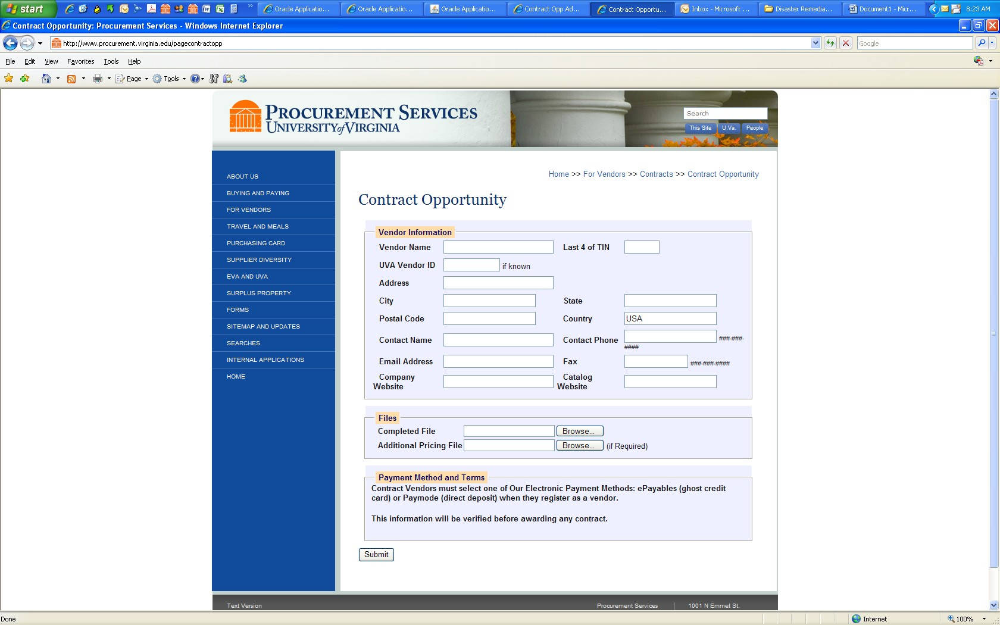 start
Oracle Applicatio...
Oracle Applicatio...
Oracle Applicatio...
Contract Opp Ad...
Contract Opportu...
Inbox - Microsoft ...
Disaster Remedia...
Document1 - Micr...
8:23 AM
Contract Opportunity: Procurement Services - Windows Internet Explorer
http://www.procurement.virginia.edu/pagecontractopp
Google
File Edit View Favorites Tools Help
Page Tools
PROCUREMENT SERVICES
UNIVERSITY of VIRGINIA
Search
This Site U.Va. People
ABOUT US
BUYING AND PAYING
FOR VENDORS
TRAVEL AND MEALS
PURCHASING CARD
SUPPLIER DIVERSITY
EVA AND UVA
SURPLUS PROPERTY
FORMS
SITEMAP AND UPDATES
SEARCHES
INTERNAL APPLICATIONS
HOME
Home >> For Vendors >> Contracts >> Contract Opportunity
Contract Opportunity
Vendor Information
Vendor Name Last 4 of TIN
UVA Vendor ID if known
Address
City State
Postal Code Country USA
Contact Name Contact Phone ###-###-
####
Email Address Fax ###-###-####
Company Catalog
Website Website
Files
Completed File Browse...
Additional Pricing File Browse... (if Required)
Payment Method and Terms
Contract Vendors must select one of Our Electronic Payment Methods: ePayables (ghost credit
card) or Paymode (direct deposit) when they register as a vendor.
This information will be verified before awarding any contract.
Submit
Text Version Procurement Services 1001 N Emmet St.
Done Internet 100%